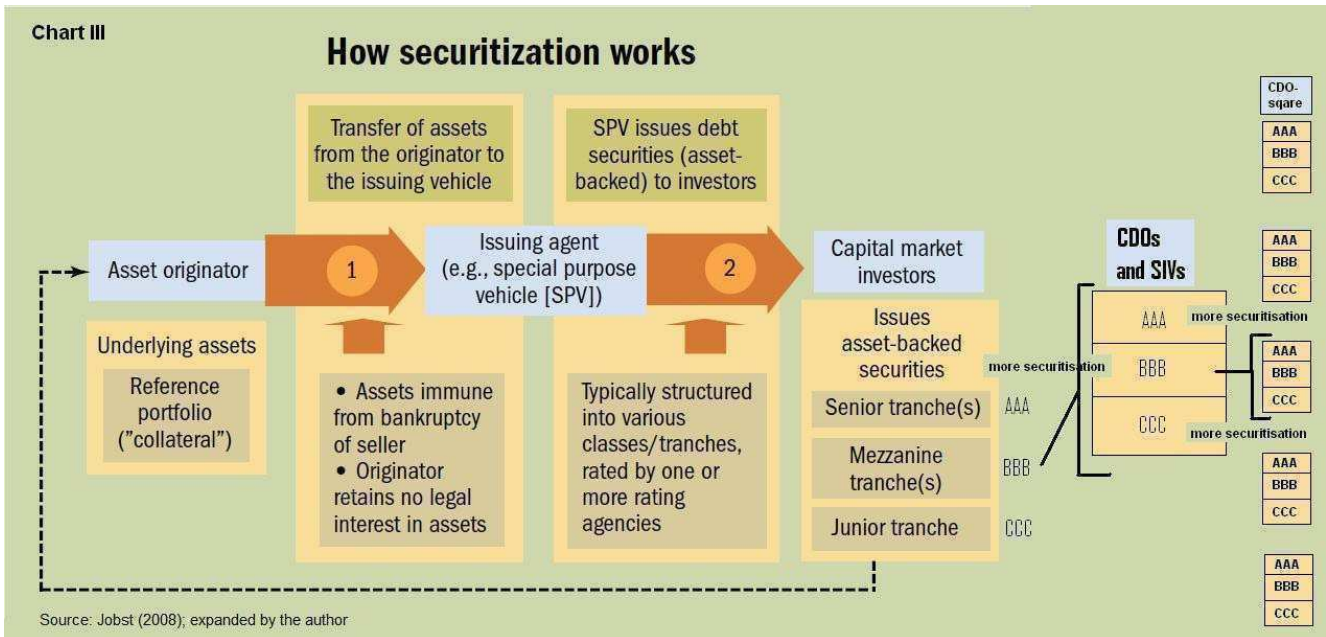 Chart III
How securitization works
Transfer of assets
from the originator to
the issuing vehicle
SPV issues debt
securities (asset-
backed) to investors
Asset originator
1
Issuing agent
(e.g., special purpose
vehicle [SPV])
2
Capital market
investors
Underlying assets
Reference
portfolio
("collateral")
• Assets immune
from bankruptcy
of seller
• Originator
retains no legal
interest in assets
Typically structured
into various
classes/tranches,
rated by one or
more rating
agencies
Issues
asset-backed
securities
Senior tranche(s)
AAA
Mezzanine
tranche(s)
BBB
Junior tranche
CCC
more securitisation
CDOs
and SIVs
AAA
BBB
CCC
more securitisation
more securitisation
CDO-
sqare
AAA
BBB
CCC
AAA
BBB
CCC
AAA
BBB
CCC
AAA
BBB
CCC
AAA
BBB
CCC
Source: Jobst (2008); expanded by the author